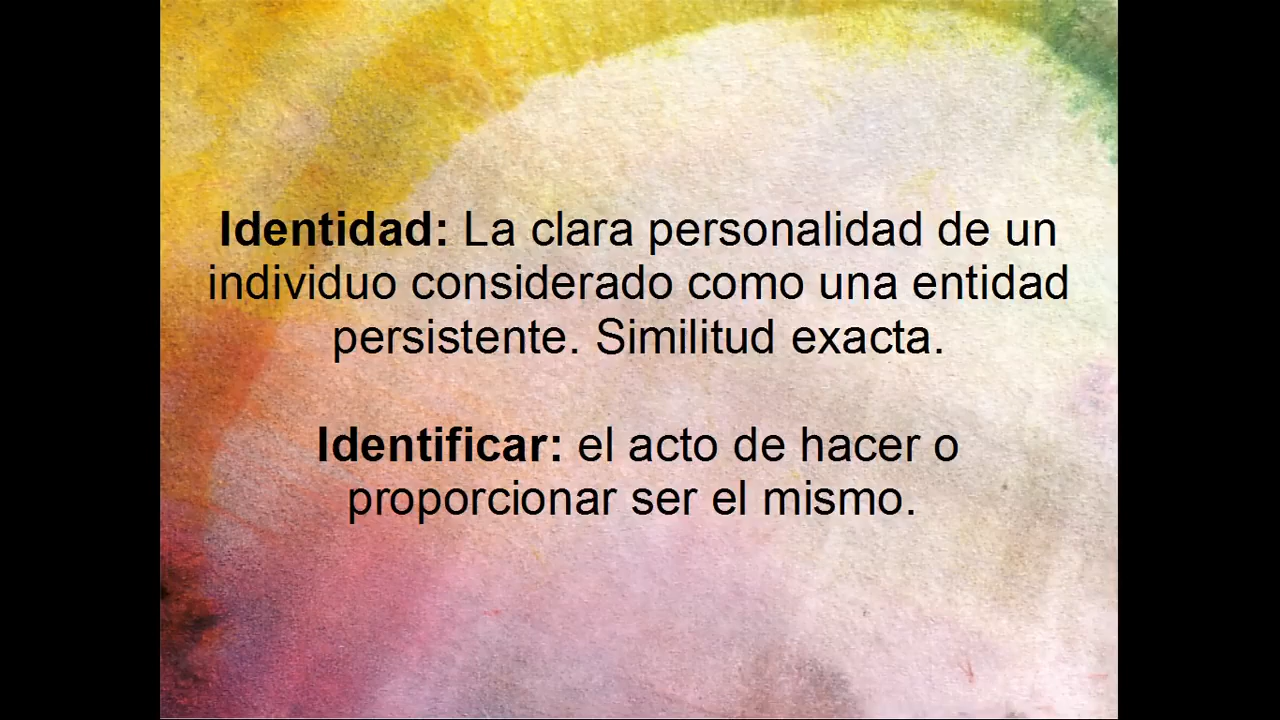 Identidad: La clara personalidad de un
individuo considerado como una entidad
persistente. Similitud exacta.
Identificar: el acto de hacer o
proporcionar ser el mismo.